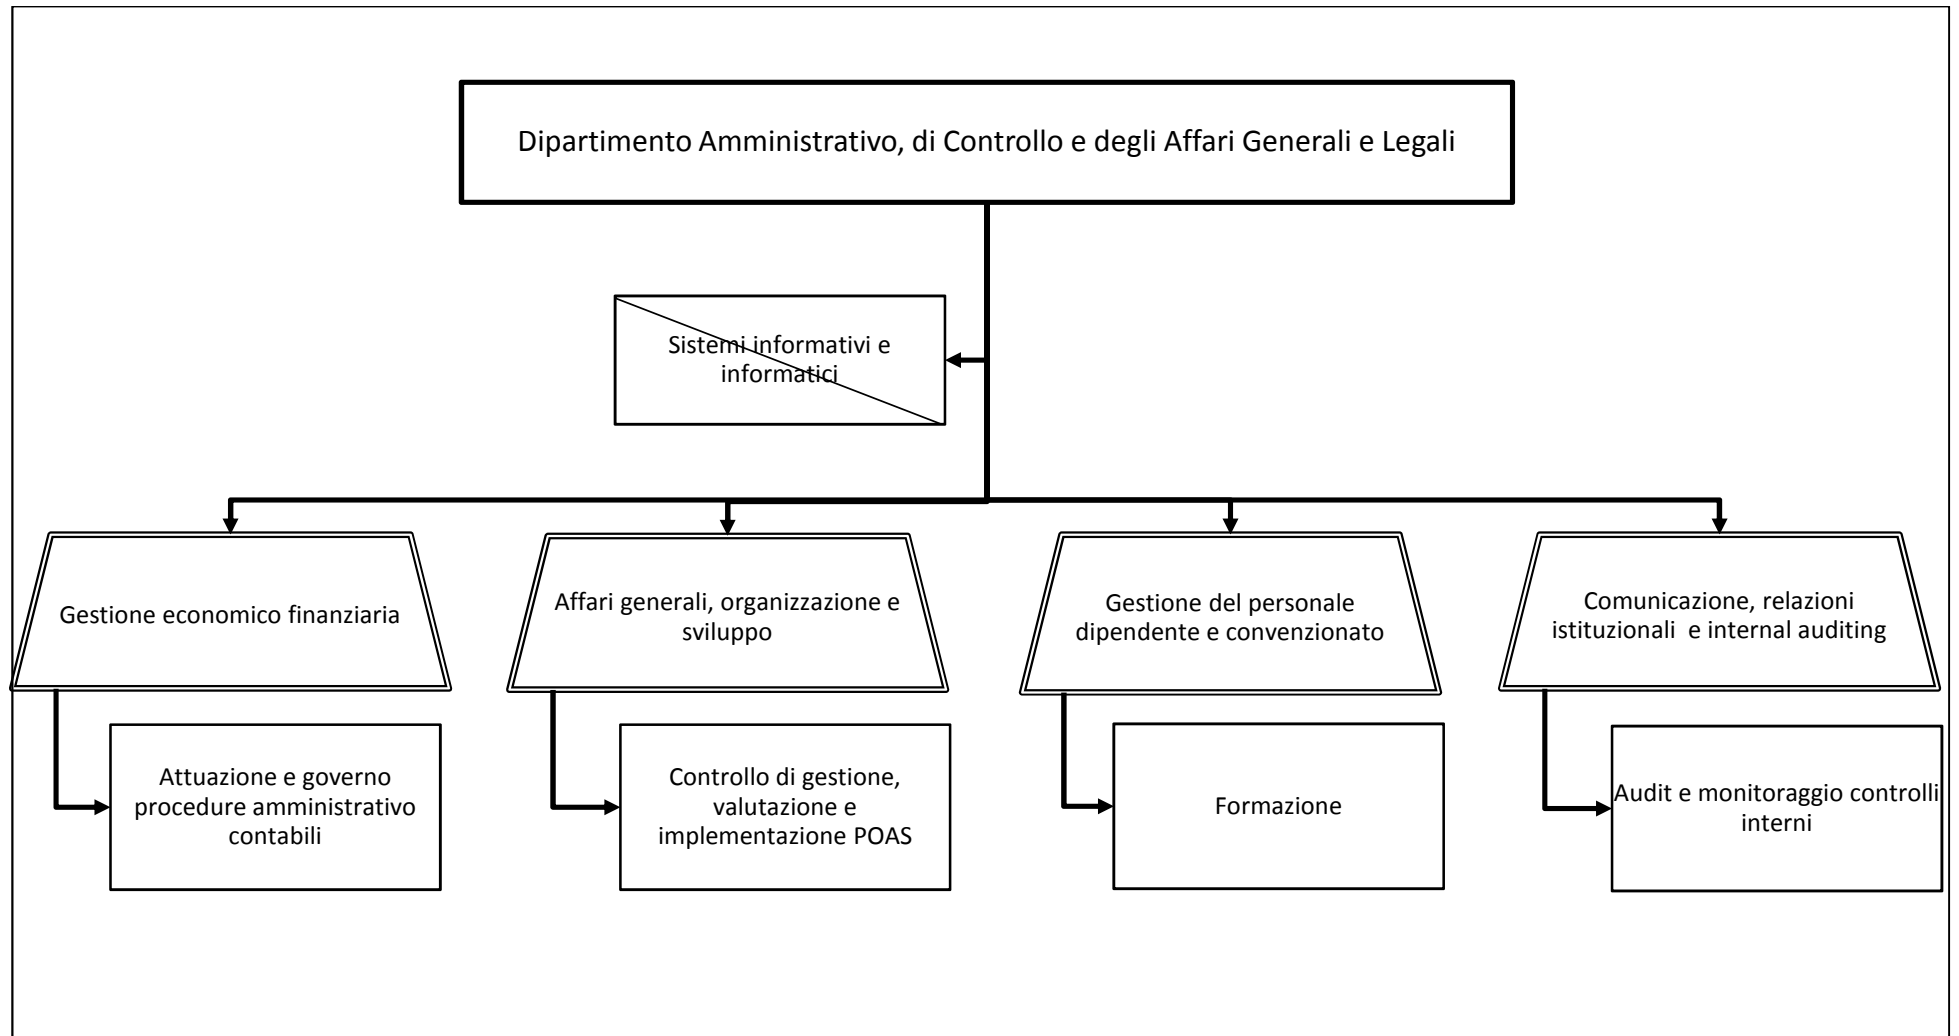 Dipartimento Amministrativo, di Controllo e degli Affari Generali e Legali
Sistemi informativi e
informatici
Gestione economico finanziaria
Affari generali, organizzazione e
sviluppo
Gestione del personale
dipendente e convenzionato
Comunicazione, relazioni
istituzionali  e internal auditing
Attuazione e governo
procedure amministrativo
contabili
Controllo di gestione,
valutazione e
implementazione POAS
Formazione
Audit e monitoraggio controlli
interni